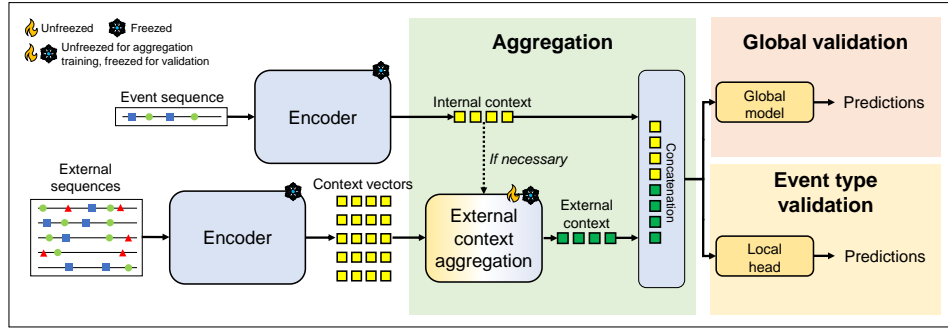 Unfreezed
Freezed
Unfreezed for aggregation
training, freezed for validation
Event sequence
Encoder
External
sequences
Encoder
Context vectors
Aggregation
Internal context
If necessary
External
context
aggregation
External
context
Concatenation
Global validation
Global
model
Predictions
Event type
validation
Local
head
Predictions